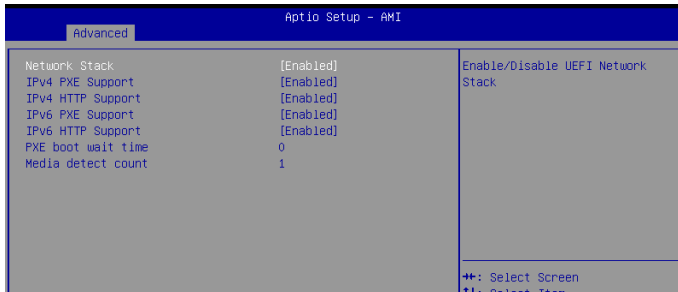 Aptio Setup – AMI
Advanced
Network Stack [Enabled]
IPv4 PXE Support [Enabled]
IPv4 HTTP Support [Enabled]
IPv6 PXE Support [Enabled]
IPv6 HTTP Support [Enabled]
PXE boot wait time 0
Media detect count 1
Enable/Disable UEFI Network
Stack
→←: Select Screen
↑↓: Select Item